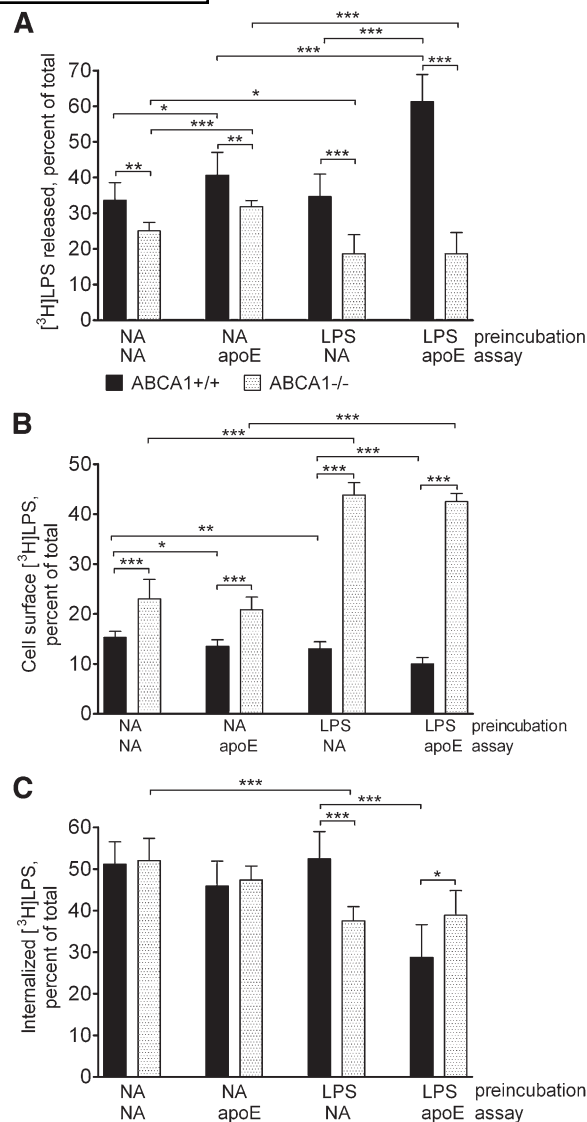 A
***
***
***
***
*
*
***
**
**
***
70
60
50
40
30
20
10
0
[³H]LPS released, percent of total
NA NA LPS LPS preincubation
NA apoE NA apoE assay
ABCA1+/+ ABCA1-/-
B
***
***
***
***
***
**
*
***
***
50
40
30
20
10
0
Cell surface [³H]LPS,
percent of total
NA NA LPS LPS preincubation
NA apoE NA apoE assay
C
***
***
***
*
60
50
40
30
20
10
0
Internalized [³H]LPS,
percent of total
NA NA LPS LPS preincubation
NA apoE NA apoE assay